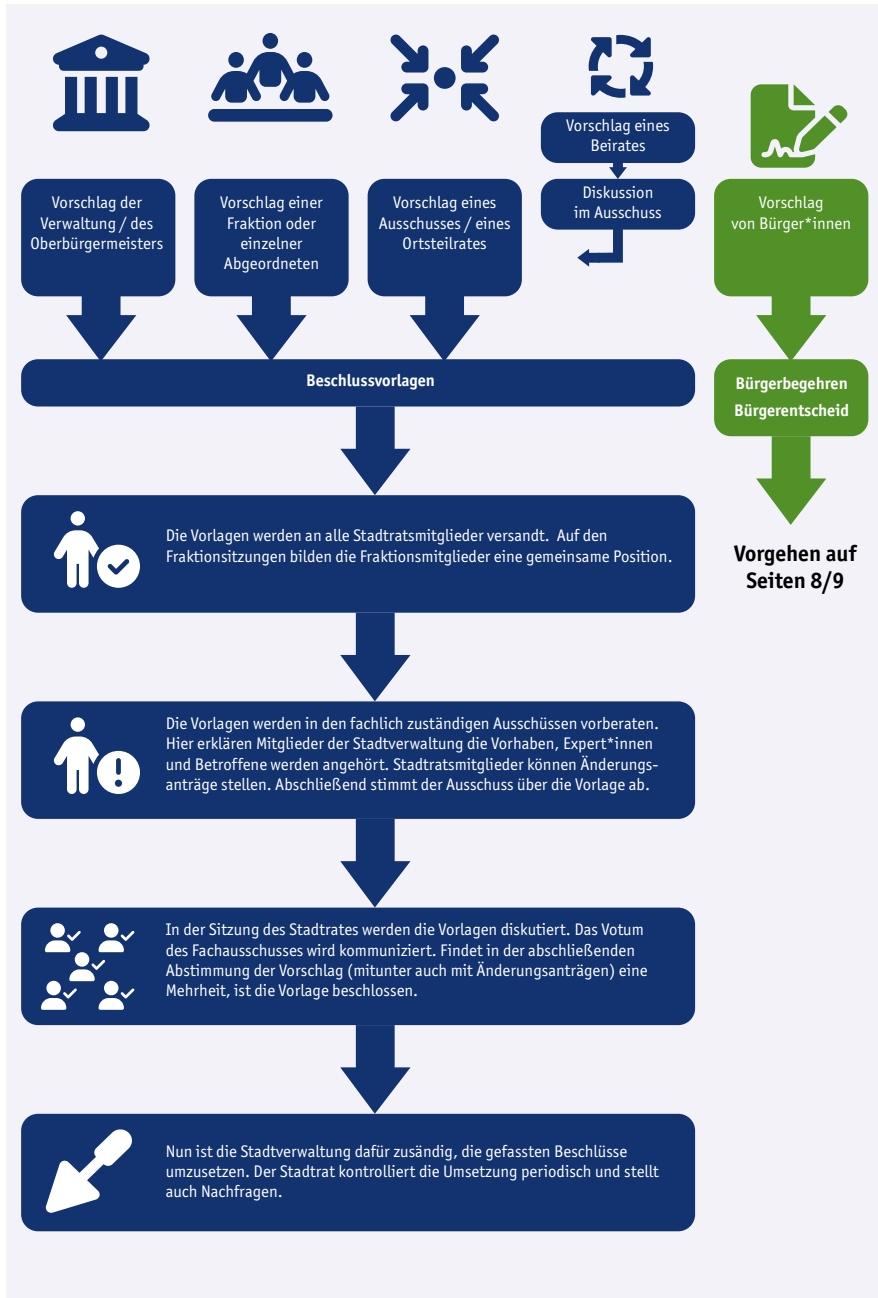 Vorschlag eines
Beirates
Vorschlag der
Verwaltung / des
Oberbürgermeisters
Vorschlag einer
Fraktion oder
einzelner
Abgeordneten
Vorschlag eines
Ausschusses / eines
Ortsteilrates
Diskussion
im Ausschuss
Vorschlag
von Bürger*innen
Beschlussvorlagen
Bürgerbegehren
Bürgerentscheid
Die Vorlagen werden an alle Stadtratsmitglieder versandt. Auf den
Fraktionsitzungen bilden die Fraktionsmitglieder eine gemeinsame Position.
Vorgehen auf
Seiten 8/9
Die Vorlagen werden in den fachlich zuständigen Ausschüssen vorberaten.
Hier erklären Mitglieder der Stadtverwaltung die Vorhaben, Expert*innen
und Betroffene werden angehört. Stadtratsmitglieder können Änderungs-
anträge stellen. Abschließend stimmt der Ausschuss über die Vorlage ab.
In der Sitzung des Stadtrates werden die Vorlagen diskutiert. Das Votum
des Fachausschusses wird kommuniziert. Findet in der abschließenden
Abstimmung der Vorschlag (mitunter auch mit Änderungsanträgen) eine
Mehrheit, ist die Vorlage beschlossen.
Nun ist die Stadtverwaltung dafür zusändig, die gefassten Beschlüsse
umzusetzen. Der Stadtrat kontrolliert die Umsetzung periodisch und stellt
auch Nachfragen.